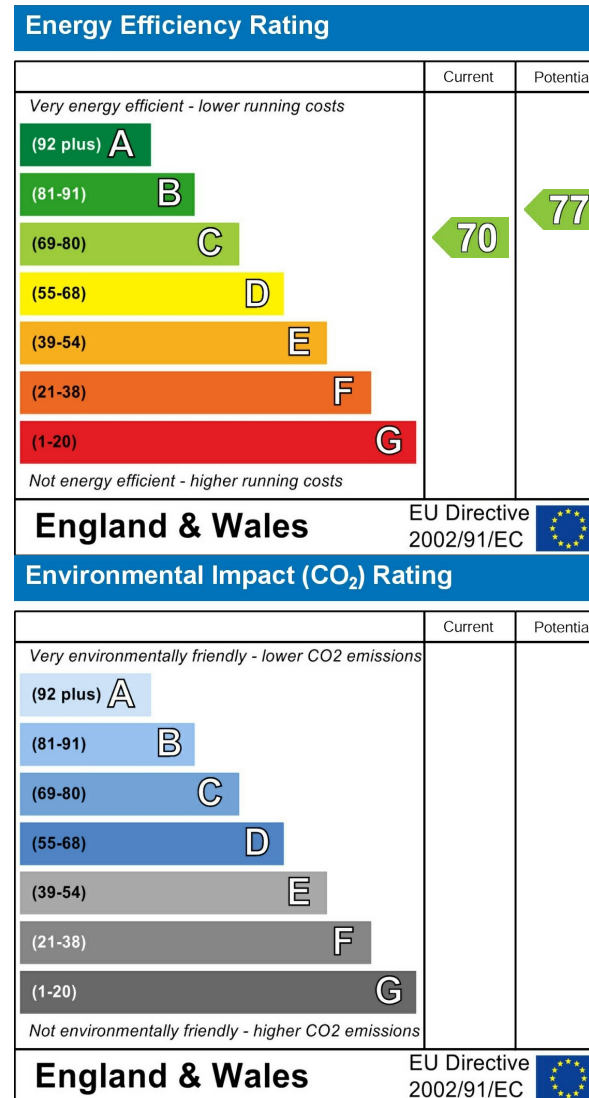 Energy Efficiency Rating
Current Potentia
Very energy efficient - lower running costs
(92 plus) A
(81-91) B
77
(69-80) C
70
(55-68) D
(39-54) E
(21-38) F
(1-20) G
Not energy efficient - higher running costs
England & Wales
EU Directive
2002/91/EC
Environmental Impact (CO₂) Rating
Current Potentia
Very environmentally friendly - lower CO2 emissions
(92 plus) A
(81-91) B
(69-80) C
(55-68) D
(39-54) E
(21-38) F
(1-20) G
Not environmentally friendly - higher CO2 emissions
England & Wales
EU Directive
2002/91/EC